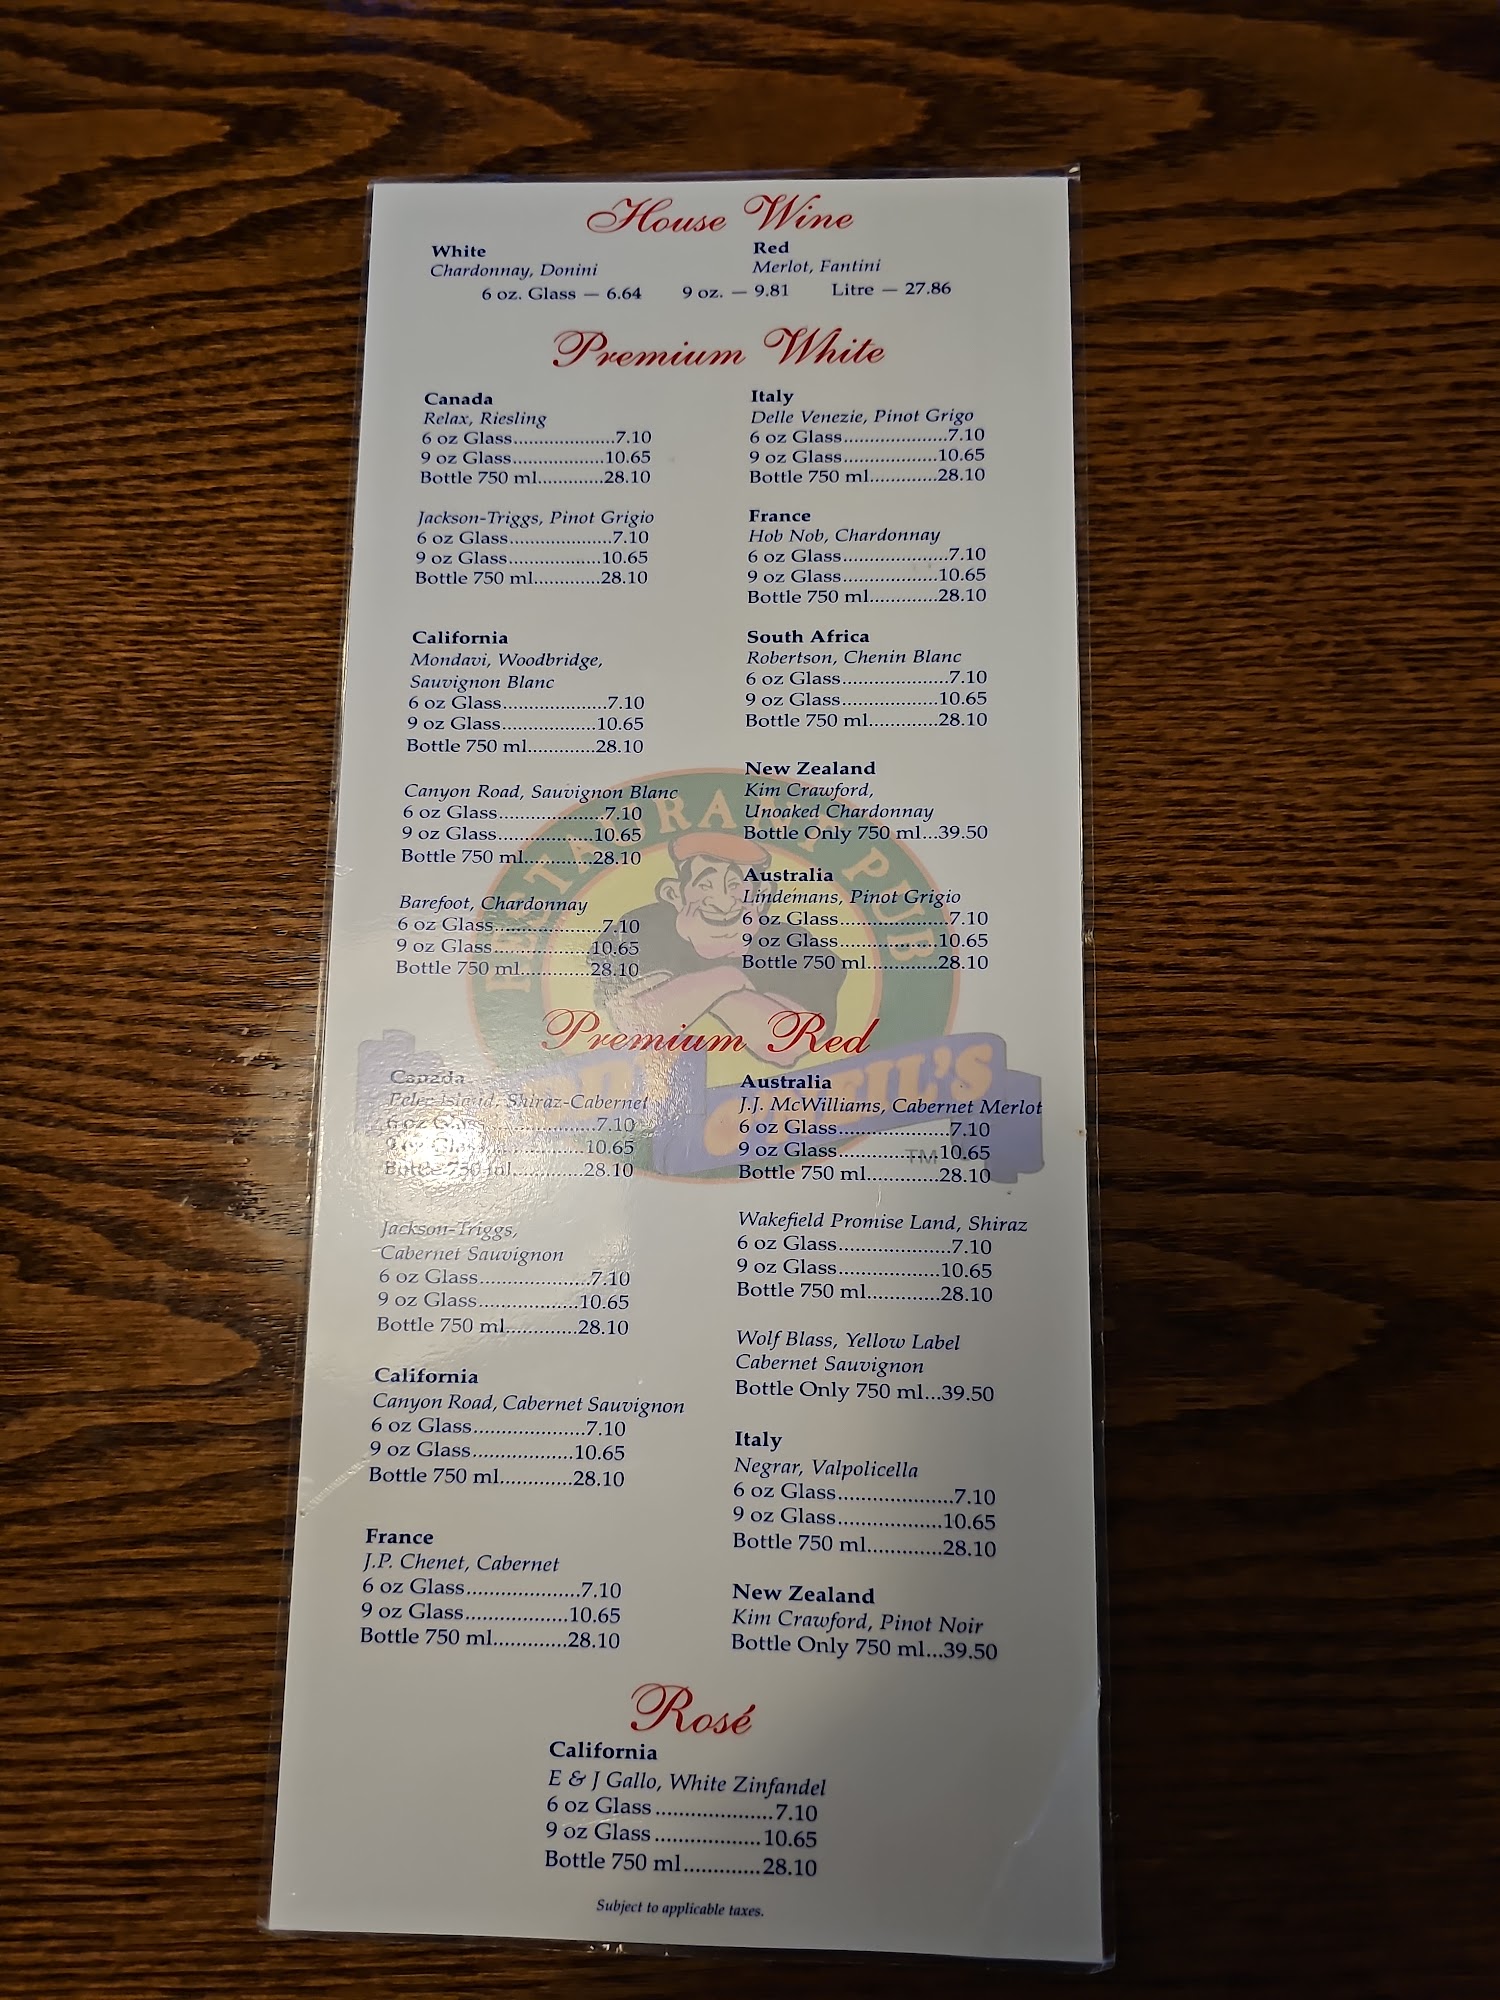 House Wine
White
Chardonnay, Donini
Red
Merlot, Fantini
6 oz. Glass — 6.64 9 oz. — 9.81 Litre — 27.86
Premium White
Canada
Relax, Riesling
6 oz Glass.....................7.10
9 oz Glass...................10.65
Bottle 750 ml.............28.10
Jackson-Triggs, Pinot Grigio
6 oz Glass.....................7.10
9 oz Glass...................10.65
Bottle 750 ml.............28.10
California
Mondavi, Woodbridge,
Sauvignon Blanc
6 oz Glass.....................7.10
9 oz Glass...................10.65
Bottle 750 ml.............28.10
Canyon Road, Sauvignon Blanc
6 oz Glass.....................7.10
9 oz Glass...................10.65
Bottle 750 ml.............28.10
Barefoot, Chardonnay
6 oz Glass.....................7.10
9 oz Glass...................10.65
Bottle 750 ml.............28.10
Italy
Delle Venezie, Pinot Grigo
6 oz Glass.....................7.10
9 oz Glass...................10.65
Bottle 750 ml.............28.10
France
Hob Nob, Chardonnay
6 oz Glass.....................7.10
9 oz Glass...................10.65
Bottle 750 ml.............28.10
South Africa
Robertson, Chenin Blanc
6 oz Glass.....................7.10
9 oz Glass...................10.65
Bottle 750 ml.............28.10
New Zealand
Kim Crawford,
Unoaked Chardonnay
Bottle Only 750 ml...39.50
Australia
Lindemans, Pinot Grigio
6 oz Glass.....................7.10
9 oz Glass...................10.65
Bottle 750 ml.............28.10
RESTAURANT PUB
TM
Premium Red
Canada
Pelee Island, Shiraz-Cabernet
6 oz Glass.....................7.10
9 oz Glass...................10.65
Bottle 750 ml.............28.10
Jackson-Triggs,
Cabernet Sauvignon
6 oz Glass.....................7.10
9 oz Glass...................10.65
Bottle 750 ml.............28.10
California
Canyon Road, Cabernet Sauvignon
6 oz Glass.....................7.10
9 oz Glass...................10.65
Bottle 750 ml.............28.10
France
J.P. Chenet, Cabernet
6 oz Glass.....................7.10
9 oz Glass...................10.65
Bottle 750 ml.............28.10
Australia
J.J. McWilliams, Cabernet Merlot
6 oz Glass.....................7.10
9 oz Glass...................10.65
Bottle 750 ml.............28.10
Wakefield Promise Land, Shiraz
6 oz Glass.....................7.10
9 oz Glass...................10.65
Bottle 750 ml.............28.10
Wolf Blass, Yellow Label
Cabernet Sauvignon
Bottle Only 750 ml...39.50
Italy
Negrar, Valpolicella
6 oz Glass.....................7.10
9 oz Glass...................10.65
Bottle 750 ml.............28.10
New Zealand
Kim Crawford, Pinot Noir
Bottle Only 750 ml...39.50
Rosé
California
E & J Gallo, White Zinfandel
6 oz Glass.....................7.10
9 oz Glass...................10.65
Bottle 750 ml.............28.10
Subject to applicable taxes.